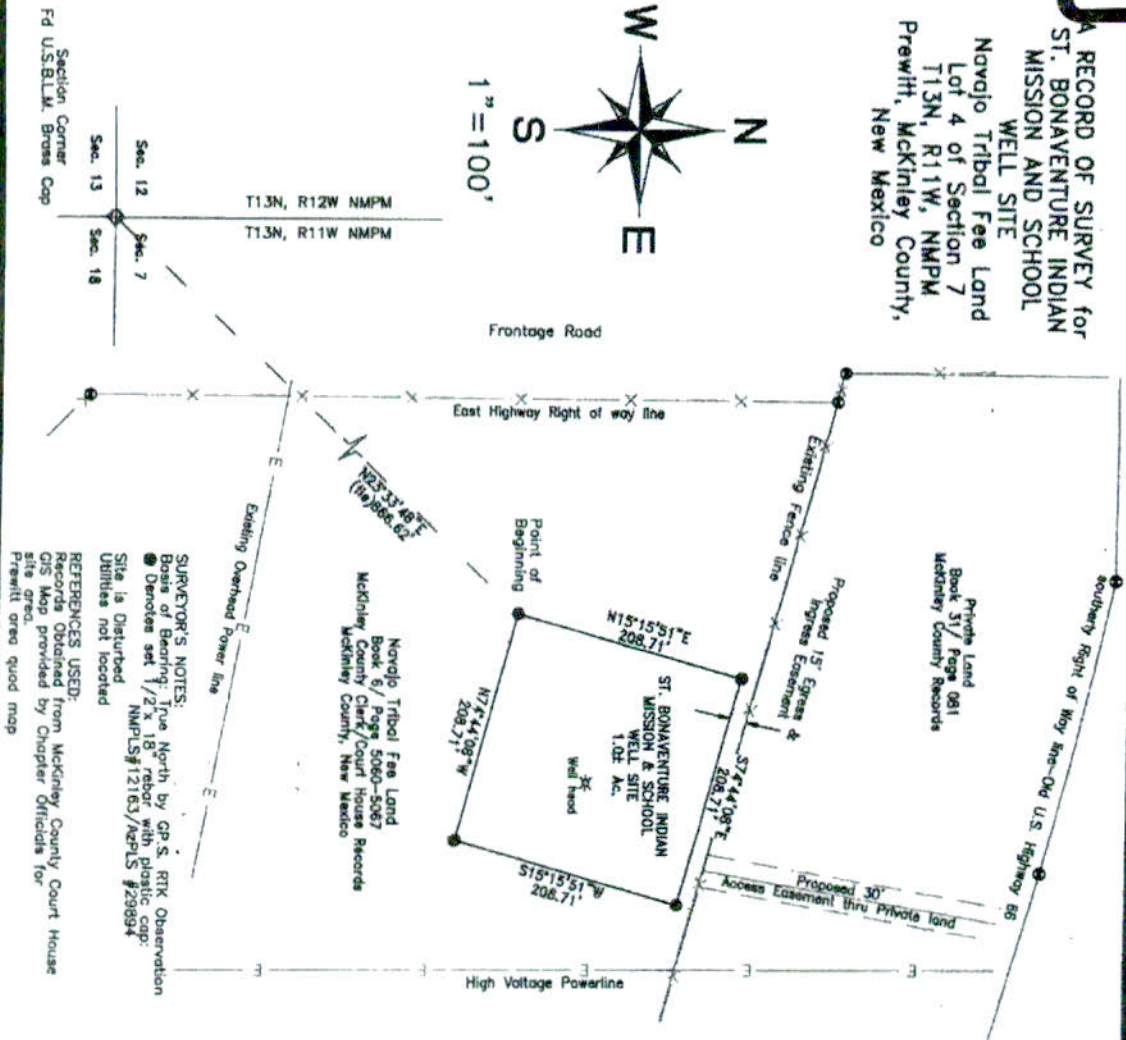 A RECORD OF SURVEY for
ST. BONAVENTURE INDIAN
MISSION AND SCHOOL
WELL SITE
Navajo Tribal Fee Land
Lot 4 of Section 7
T13N, R11W, NMPM
Prewitt, McKinley County,
New Mexico
N
W
E
S
1"=100'
T13N, R12W NMPM
T13N, R11W NMPM
Sec. 12
Sec. 7
Sec. 13
Sec. 18
Section Corner
Fd U.S.B.L.M. Brass Cap
Frontage Road
East Highway Right of way line
Existing Fence line
Proposed 15' Egress &
Ingress Easement
Private Land
Book 31/ Page 081
McKinley County Records
Southerly Right of Way line-Old U.S. Highway 66
N23°33'48"E
(tie)866.62'
Point of
Beginning
N15°15'51"E
208.71'
S74°44'08"E
208.71'
ST. BONAVENTURE INDIAN
MISSION & SCHOOL
WELL SITE
1.0± Ac.
Well head
N74°44'08"W
208.71'
S15°15'51"W
208.71'
Proposed 30'
Access Easement thru Private land
High Voltage Powerline
E
E
E
E
E
E
E
E
Existing Overhead Power line
Navajo Tribal Fee Land
Book 6/ Page 5060-5067
McKinley County Clerk/Court House Records
McKinley County, New Mexico
SURVEYOR'S NOTES:
Basis of Bearing: True North by G.P.S. RTK Observation
Denotes set 1/2"x 18" rebar with plastic cap:
NMPLS#12163/AzPLS #29894
Site is Disturbed
Utilities not located
REFERENCES USED:
Records Obtained from McKinley County Court House
GIS Map provided by Chapter Officials for
site area.
Prewitt area quad map